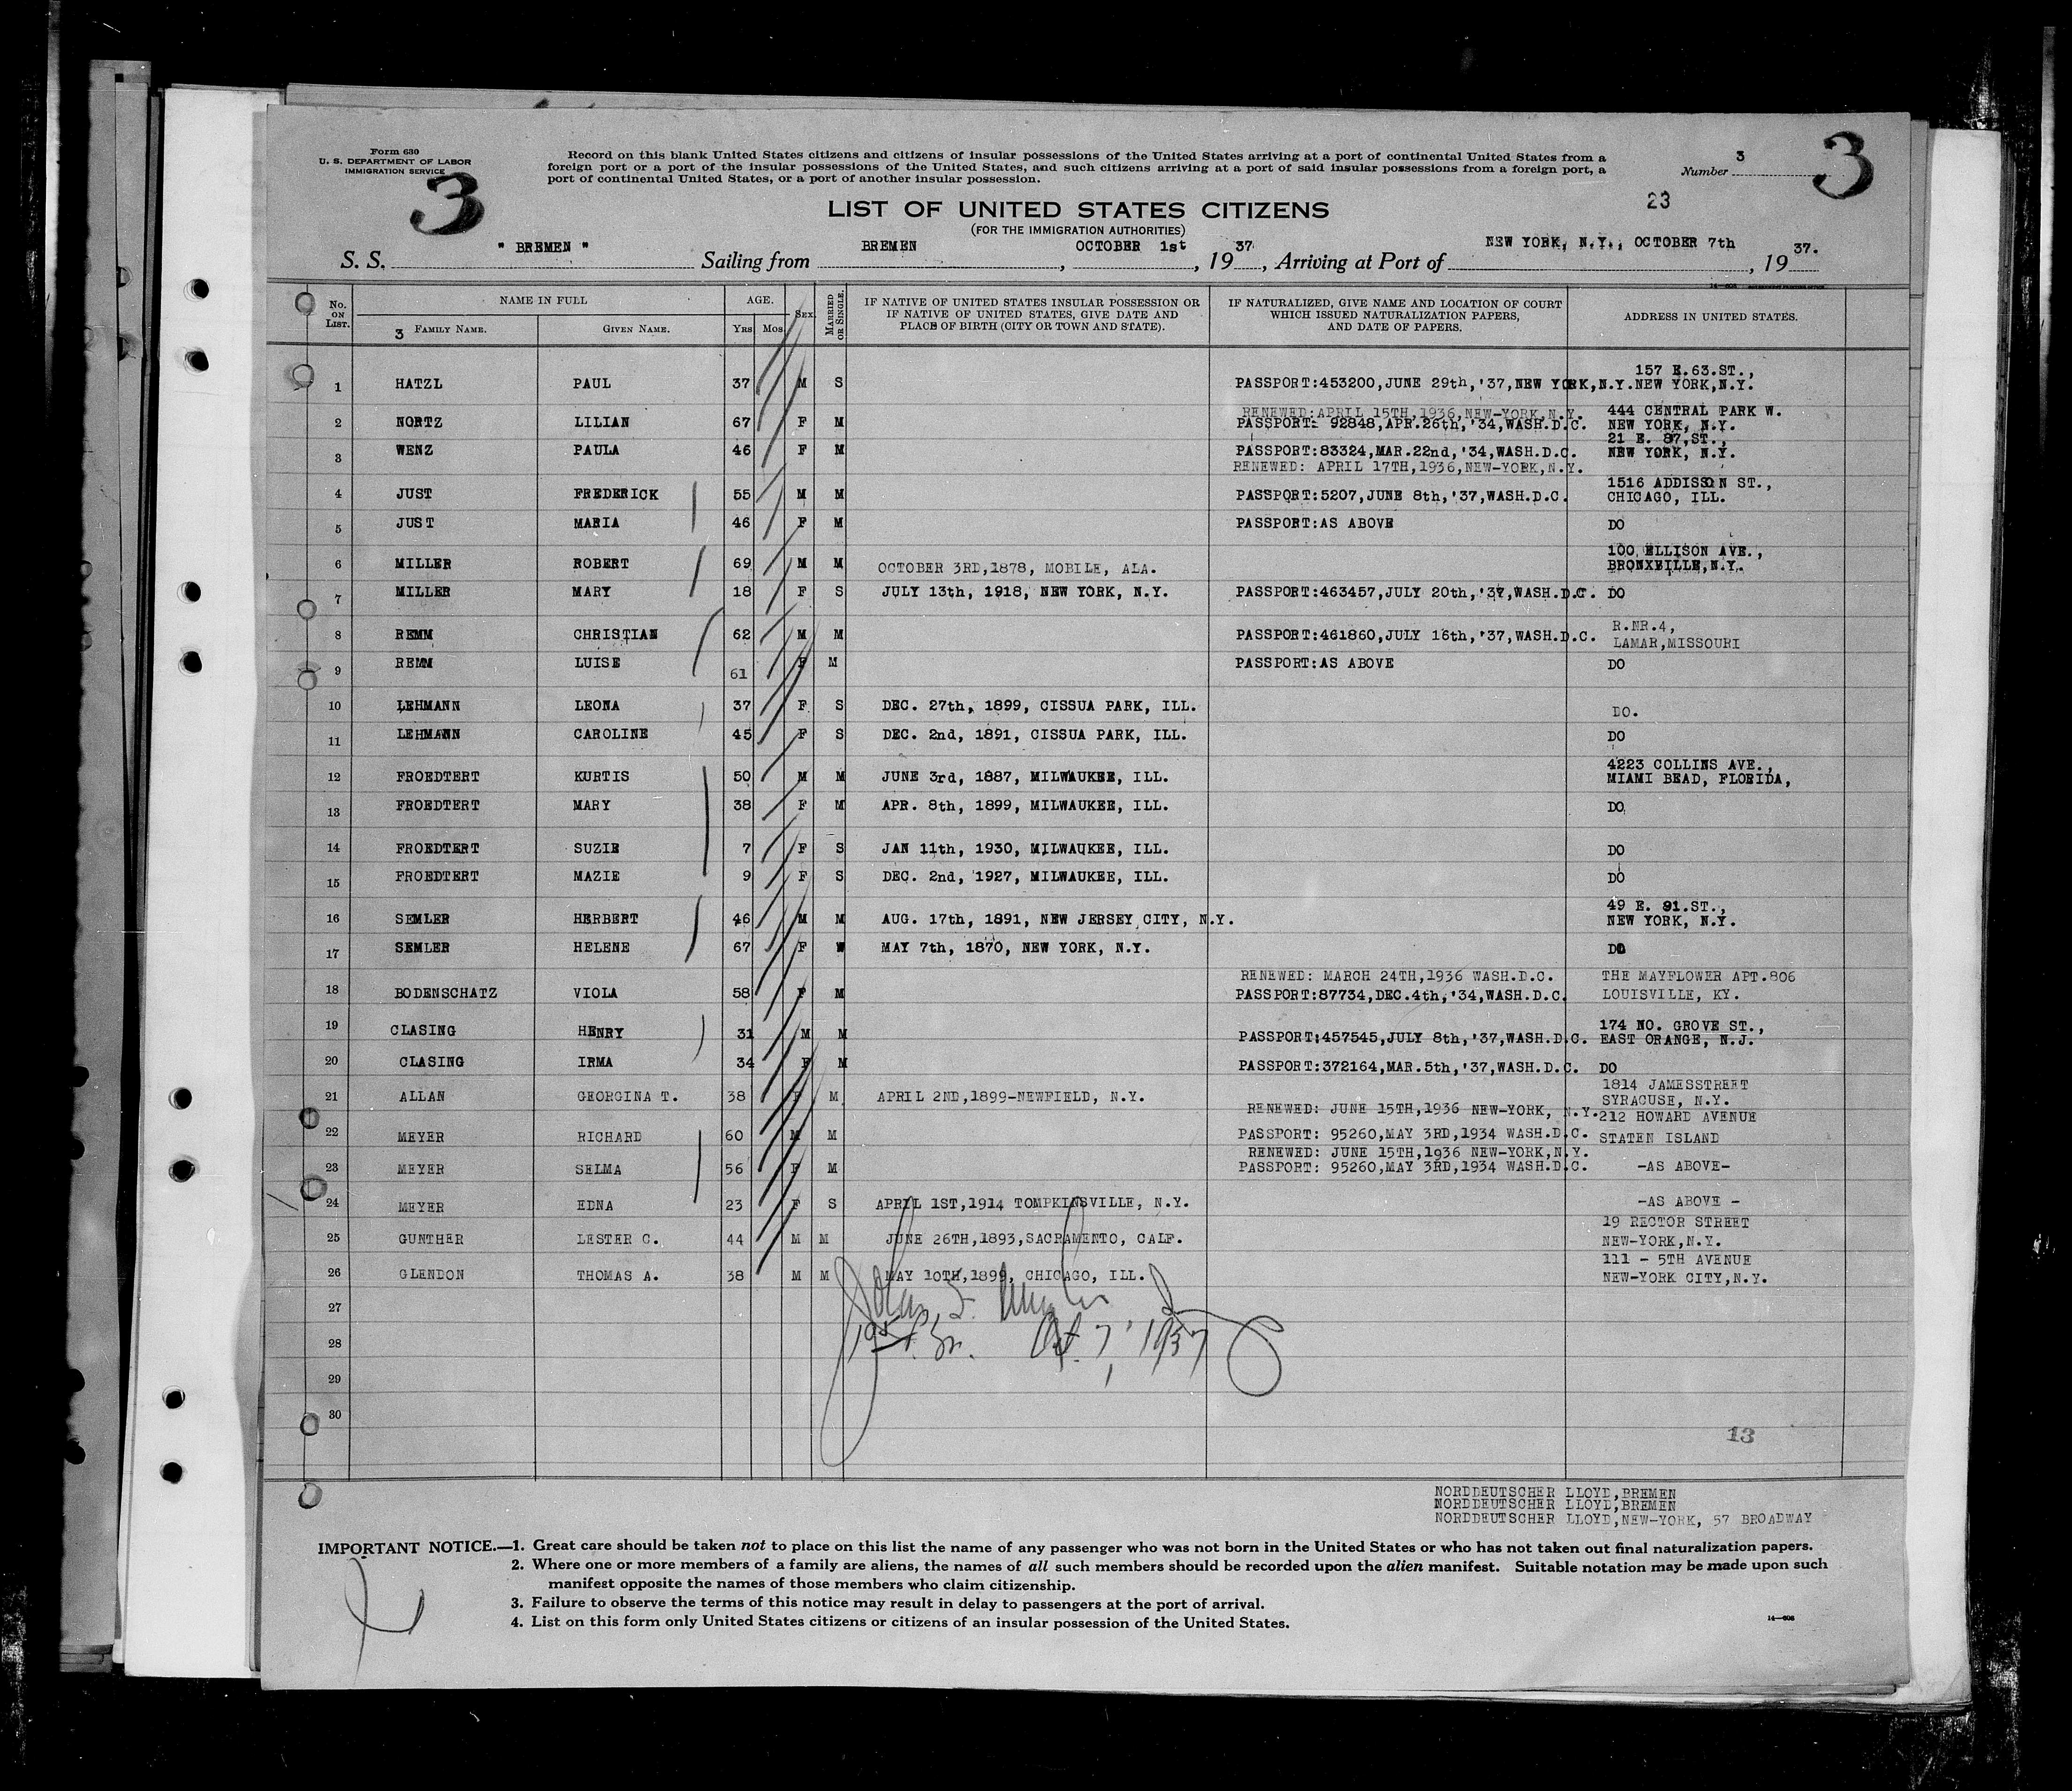 Form 630
U. S. DEPARTMENT OF LABOR
IMMIGRATION SERVICE
3
Record on this blank United States citizens and citizens of insular possessions of the United States arriving at a port of continental United States from a
foreign port or a port of the insular possessions of the United States, and such citizens arriving at a port of said insular possessions from a foreign port, a
port of continental United States, or a port of another insular possession.
Number 3
3
23
LIST OF UNITED STATES CITIZENS
(FOR THE IMMIGRATION AUTHORITIES)
S. S. " BREMEN " Sailing from BREMEN, OCTOBER 1st, 1937, Arriving at Port of NEW YORK, N.Y., OCTOBER 7th, 1937.
No. ON LIST. NAME IN FULL AGE. SEX. MARRIED OR SINGLE. IF NATIVE OF UNITED STATES INSULAR POSSESSION OR IF NATIVE OF UNITED STATES, GIVE DATE AND PLACE OF BIRTH (CITY OR TOWN AND STATE). IF NATURALIZED, GIVE NAME AND LOCATION OF COURT WHICH ISSUED NATURALIZATION PAPERS, AND DATE OF PAPERS. ADDRESS IN UNITED STATES.
3 FAMILY NAME. GIVEN NAME. YRS. MOS.
157 E.63.ST.,
1 HATZL PAUL 37 M S PASSPORT:453200,JUNE 29th,'37,NEW YORK,N.Y.NEW YORK,N.Y.
RENEWED:APRIL 15TH,1936,NEW-YORK,N.Y. 444 CENTRAL PARK W.
2 NORTZ LILIAN 67 F M PASSPORT: 92848,APR.26th,'34,WASH.D.C. NEW YORK, N.Y.
21 E. 87,ST.,
3 WENZ PAULA 46 F M PASSPORT:83324,MAR.22nd,'34,WASH.D.C. NEW YORK, N.Y.
RENEWED: APRIL 17TH,1936,NEW-YORK,N.Y.
1516 ADDISON ST.,
4 JUST FREDERICK 55 M M PASSPORT:5207,JUNE 8th,'37,WASH.D.C. CHICAGO, ILL.
5 JUST MARIA 46 F M PASSPORT:AS ABOVE DO
100 ELLISON AVE.,
6 MILLER ROBERT 69 M M OCTOBER 3RD,1878, MOBILE, ALA. BRONXEILLE,N.Y.
7 MILLER MARY 18 F S JULY 13th, 1918, NEW YORK, N.Y. PASSPORT:463457,JULY 20th,'37,WASH.D.C. DO
R.NR.4,
8 REMM CHRISTIAN 62 M M PASSPORT:461860,JULY 16th,'37,WASH.D.C. LAMAR,MISSOURI
9 REMM LUISE 61 F M PASSPORT:AS ABOVE DO
10 LEHMANN LEONA 37 F S DEC. 27th, 1899, CISSUA PARK, ILL. DO.
11 LEHMANN CAROLINE 45 F S DEC. 2nd, 1891, CISSUA PARK, ILL. DO
4223 COLLINS AVE.,
12 FROEDTERT KURTIS 50 M M JUNE 3rd, 1887, MILWAUKEE, ILL. MIAMI BEAD, FLORIDA,
13 FROEDTERT MARY 38 F M APR. 8th, 1899, MILWAUKEE, ILL. DO
14 FROEDTERT SUZIE 7 F S JAN 11th, 1930, MILWAUKEE, ILL. DO
15 FROEDTERT MAZIE 9 F S DEC. 2nd, 1927, MILWAUKEE, ILL. DO
49 E. 91.ST.,
16 SEMLER HERBERT 46 M M AUG. 17th, 1891, NEW JERSEY CITY, N.Y. NEW YORK, N.Y.
17 SEMLER HELENE 67 F W MAY 7th, 1870, NEW YORK, N.Y. DO
RENEWED: MARCH 24TH,1936 WASH.D.C. THE MAYFLOWER APT.806
18 BODENSCHATZ VIOLA 58 F M PASSPORT:87734,DEC.4th,'34,WASH.D.C. LOUISVILLE, KY.
174 NO. GROVE ST.,
19 CLASING HENRY 31 M M PASSPORT:457545,JULY 8th,'37,WASH.D.C. EAST ORANGE, N.J.
20 CLASING IRMA 34 F M PASSPORT:372164,MAR.5th,'37,WASH.D.C. DO
1814 JAMESSTREET
21 ALLAN GEORGINA T. 38 F M APRIL 2ND,1899-NEWFIELD, N.Y. SYRACUSE, N.Y.
RENEWED: JUNE 15TH,1936 NEW-YORK, N.Y. 212 HOWARD AVENUE
22 MEYER RICHARD 60 M M PASSPORT: 95260,MAY 3RD,1934 WASH.D.C. STATEN ISLAND
RENEWED: JUNE 15TH,1936 NEW-YORK,N.Y.
23 MEYER SELMA 56 F M PASSPORT: 95260,MAY 3RD,1934 WASH.D.C. -AS ABOVE-
24 MEYER EDNA 23 F S APRIL 1ST,1914 TOMPKINSVILLE, N.Y. -AS ABOVE -
19 RECTOR STREET
25 GUNTHER LESTER C. 44 M M JUNE 26TH,1893,SACRAMENTO, CALF. NEW-YORK,N.Y.
111 - 5TH AVENUE
26 GLENDON THOMAS A. 38 M M MAY 10TH,1899, CHICAGO, ILL. NEW-YORK CITY,N.Y.
27
28 Oct. 7, 1937
29
30
13
NORDDEUTSCHER LLOYD,BREMEN
NORDDEUTSCHER LLOYD,BREMEN
NORDDEUTSCHER LLOYD,NEW-YORK, 57 BROADWAY
IMPORTANT NOTICE.—1. Great care should be taken not to place on this list the name of any passenger who was not born in the United States or who has not taken out final naturalization papers.
2. Where one or more members of a family are aliens, the names of all such members should be recorded upon the alien manifest. Suitable notation may be made upon such
manifest opposite the names of those members who claim citizenship.
3. Failure to observe the terms of this notice may result in delay to passengers at the port of arrival.
4. List on this form only United States citizens or citizens of an insular possession of the United States.
14—608